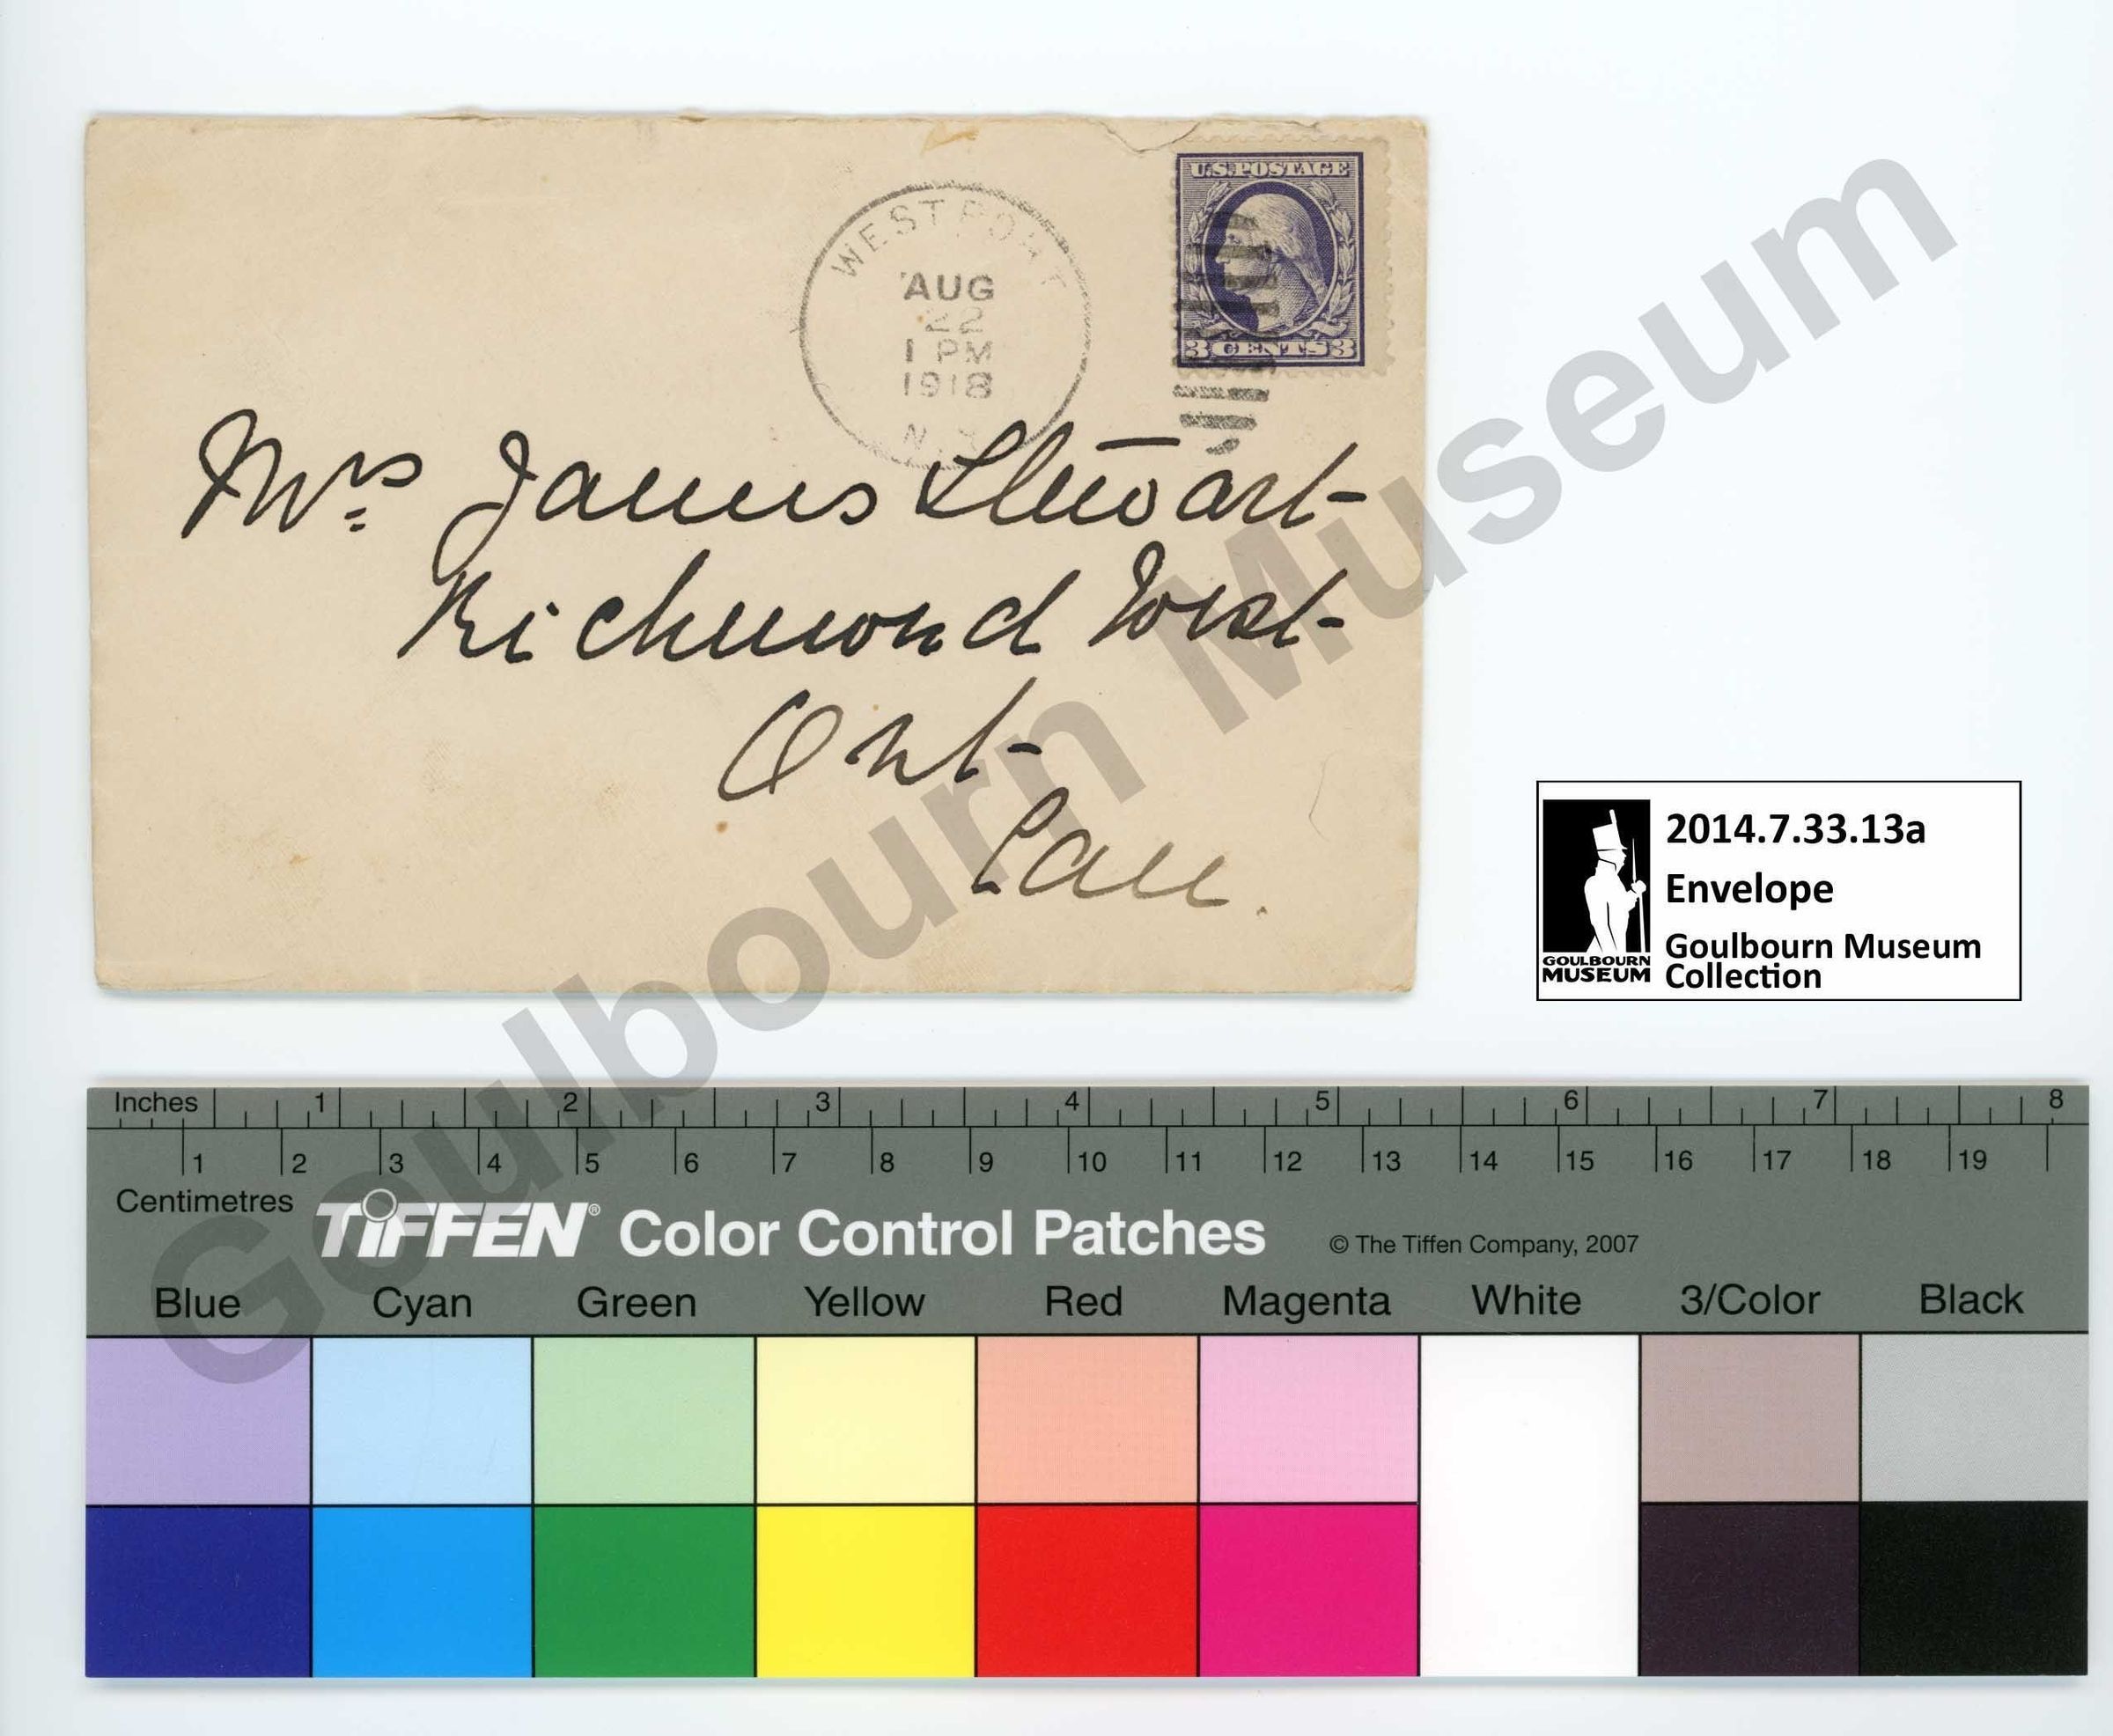 WESTPORT
AUG
22
1 PM
1918
N.Y.
U.S. POSTAGE
3 CENTS 3
Mrs James Stewart
Richmond West
Ont
Can.
2014.7.33.13a
Envelope
Goulbourn Museum
Collection
GOULBOURN
MUSEUM
Goulbourn Museum
Inches 1 2 3 4 5 6 7 8
1 2 3 4 5 6 7 8 9 10 11 12 13 14 15 16 17 18 19
Centimetres
TIFFEN® Color Control Patches © The Tiffen Company, 2007
Blue Cyan Green Yellow Red Magenta White 3/Color Black